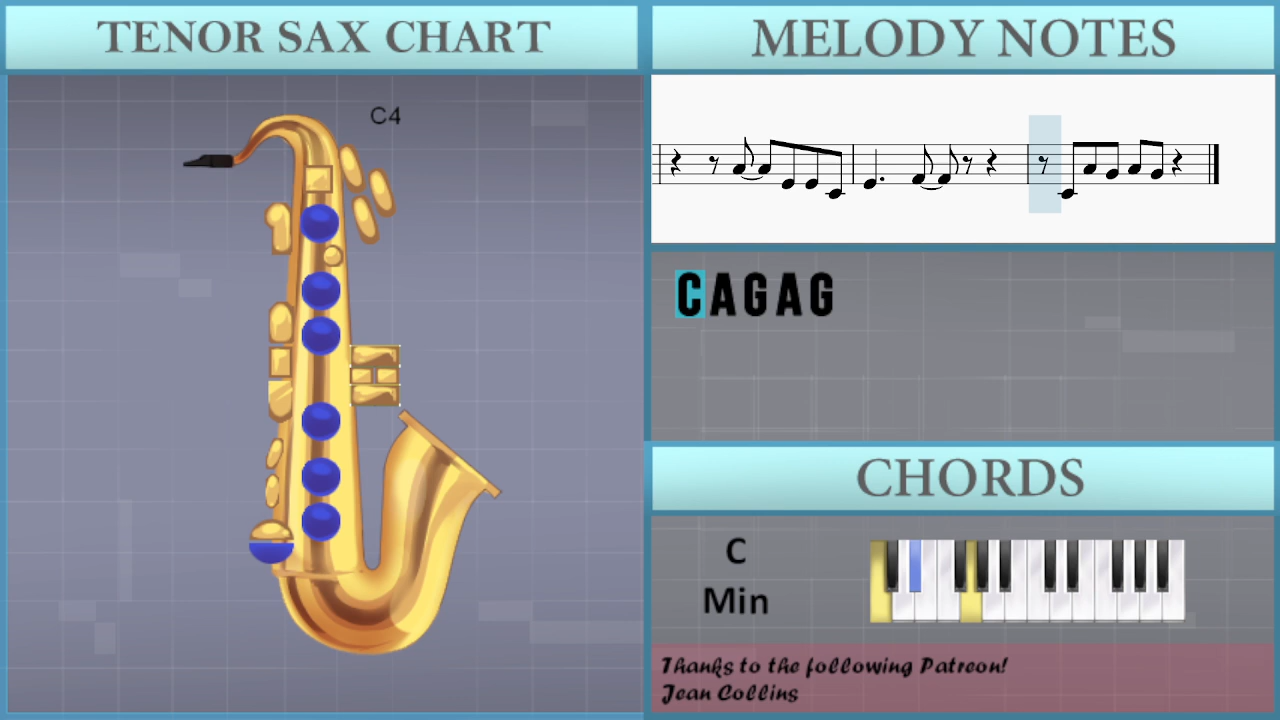 TENOR SAX CHART
C4
MELODY NOTES
CAGAG
CHORDS
C
Min
Thanks to the following Patreon!
Jean Collins